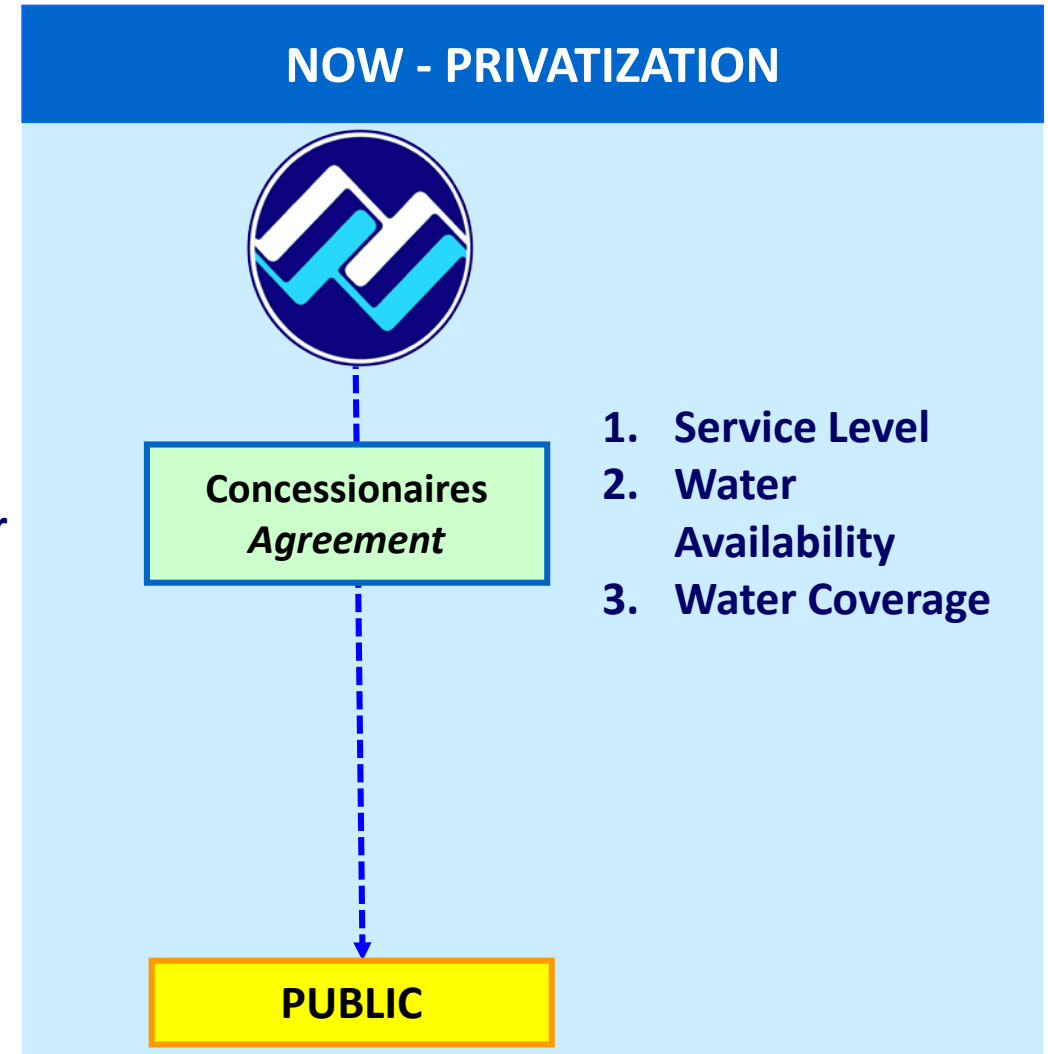 NOW - PRIVATIZATION
Concessionaires
Agreement
1. Service Level
2. Water
Availability
3. Water Coverage
PUBLIC